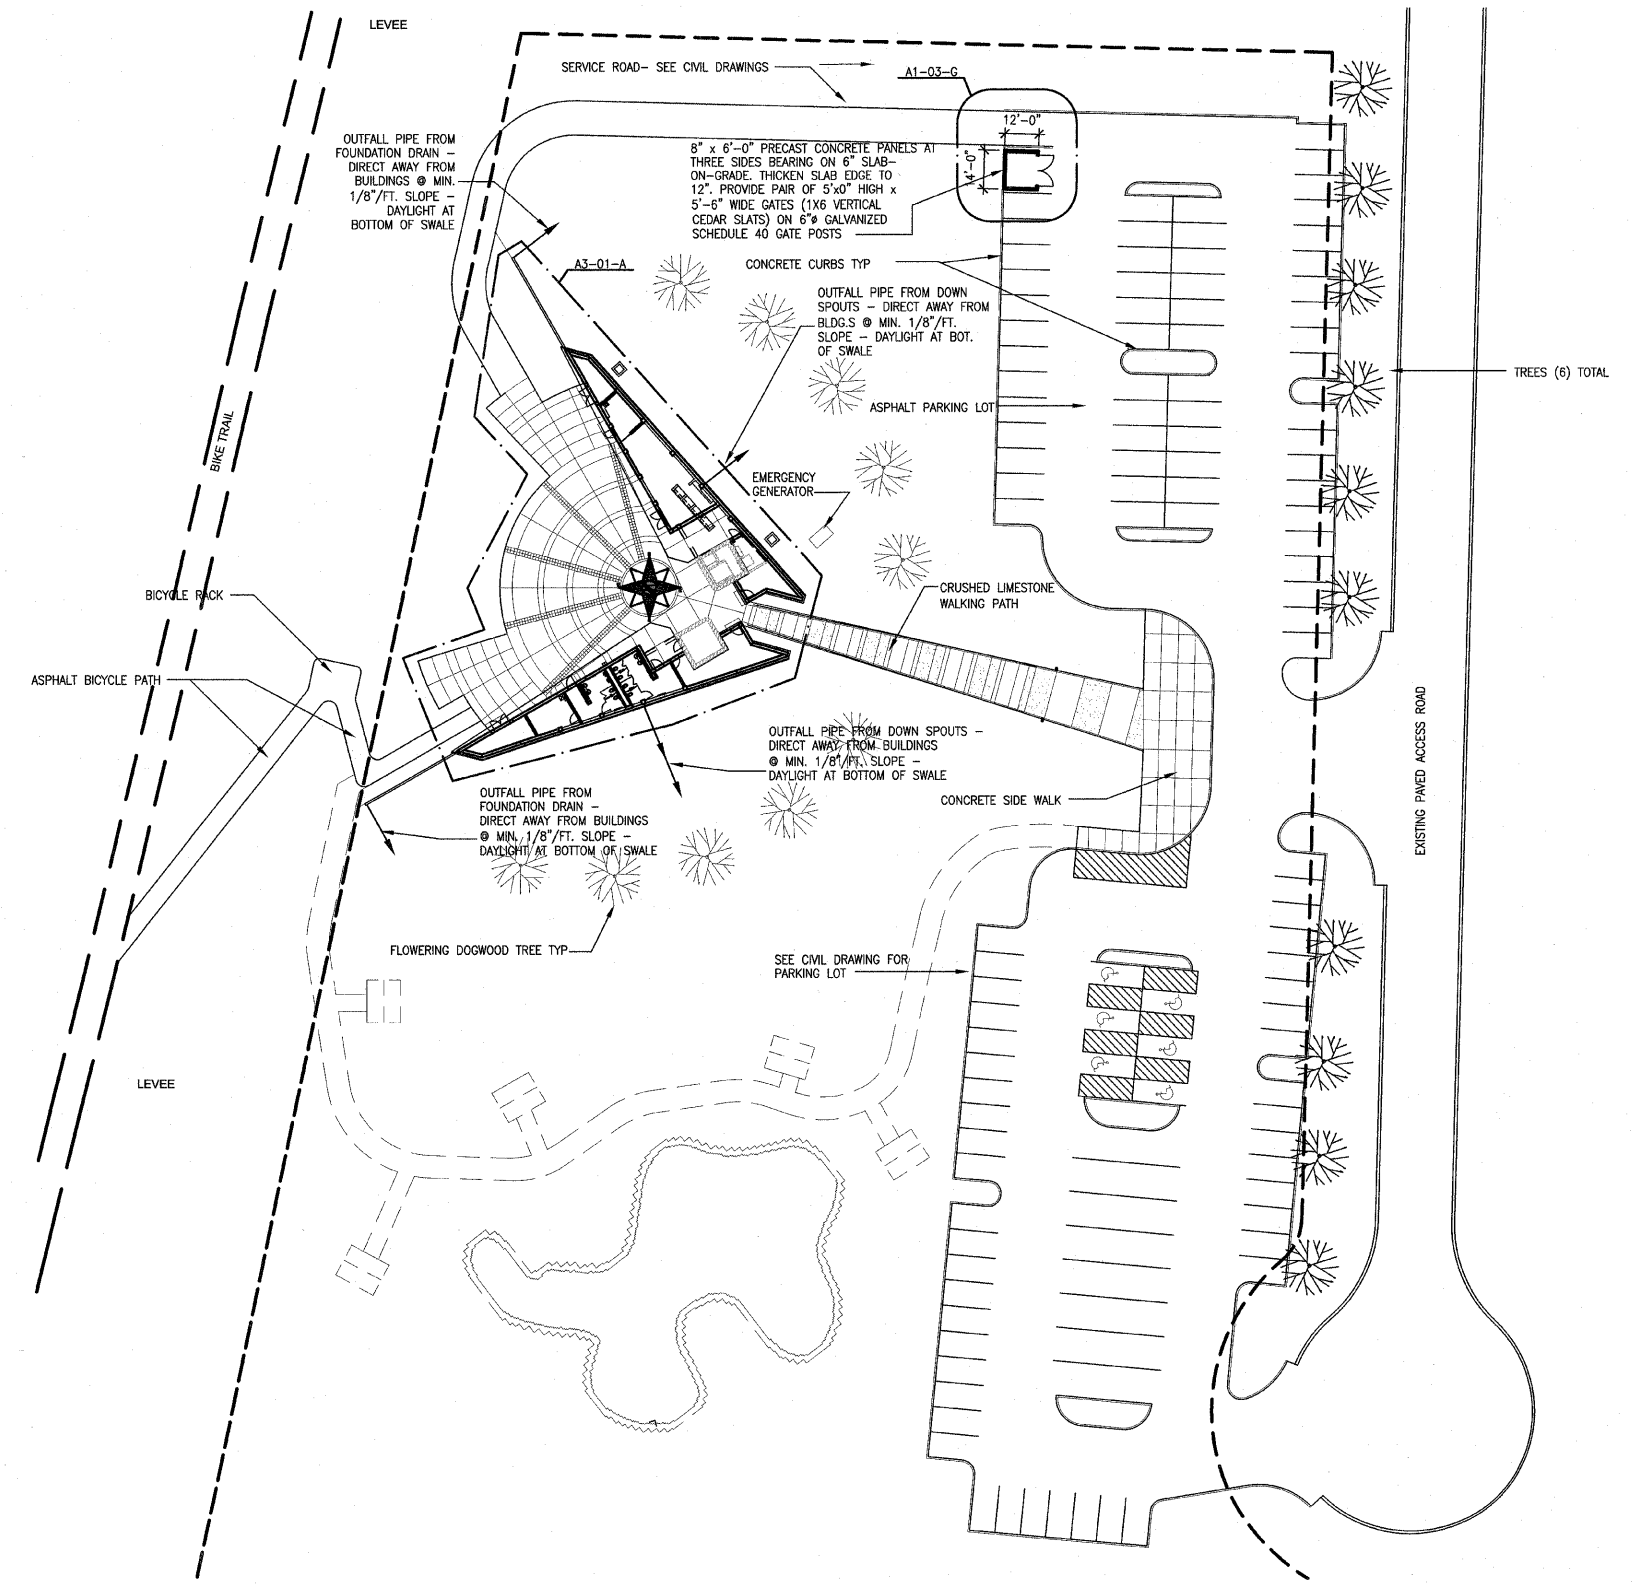 LEVEE
SERVICE ROAD- SEE CIVIL DRAWINGS
A1-03-G
12'-0"
OUTFALL PIPE FROM
FOUNDATION DRAIN -
DIRECT AWAY FROM
BUILDINGS @ MIN.
1/8"/FT. SLOPE -
DAYLIGHT AT
BOTTOM OF SWALE
8" x 6'-0" PRECAST CONCRETE PANELS AT
THREE SIDES BEARING ON 6" SLAB-
ON-GRADE. THICKEN SLAB EDGE TO
12". PROVIDE PAIR OF 5'x0" HIGH x
5'-6" WIDE GATES (1X6 VERTICAL
CEDAR SLATS) ON 6"ø GALVANIZED
SCHEDULE 40 GATE POSTS
A3-01-A
CONCRETE CURBS TYP
OUTFALL PIPE FROM DOWN
SPOUTS - DIRECT AWAY FROM
BLDG.S @ MIN. 1/8"/FT.
SLOPE - DAYLIGHT AT BOT.
OF SWALE
TREES (6) TOTAL
ASPHALT PARKING LOT
BIKE TRAIL
EMERGENCY
GENERATOR
BICYCLE RACK
CRUSHED LIMESTONE
WALKING PATH
ASPHALT BICYCLE PATH
EXISTING PAVED ACCESS ROAD
OUTFALL PIPE FROM DOWN SPOUTS -
DIRECT AWAY FROM BUILDINGS
@ MIN. 1/8"/FT. SLOPE -
DAYLIGHT AT BOTTOM OF SWALE
OUTFALL PIPE FROM
FOUNDATION DRAIN -
DIRECT AWAY FROM BUILDINGS
@ MIN. 1/8"/FT. SLOPE -
DAYLIGHT AT BOTTOM OF SWALE
CONCRETE SIDE WALK
FLOWERING DOGWOOD TREE TYP
SEE CIVIL DRAWING FOR
PARKING LOT
LEVEE